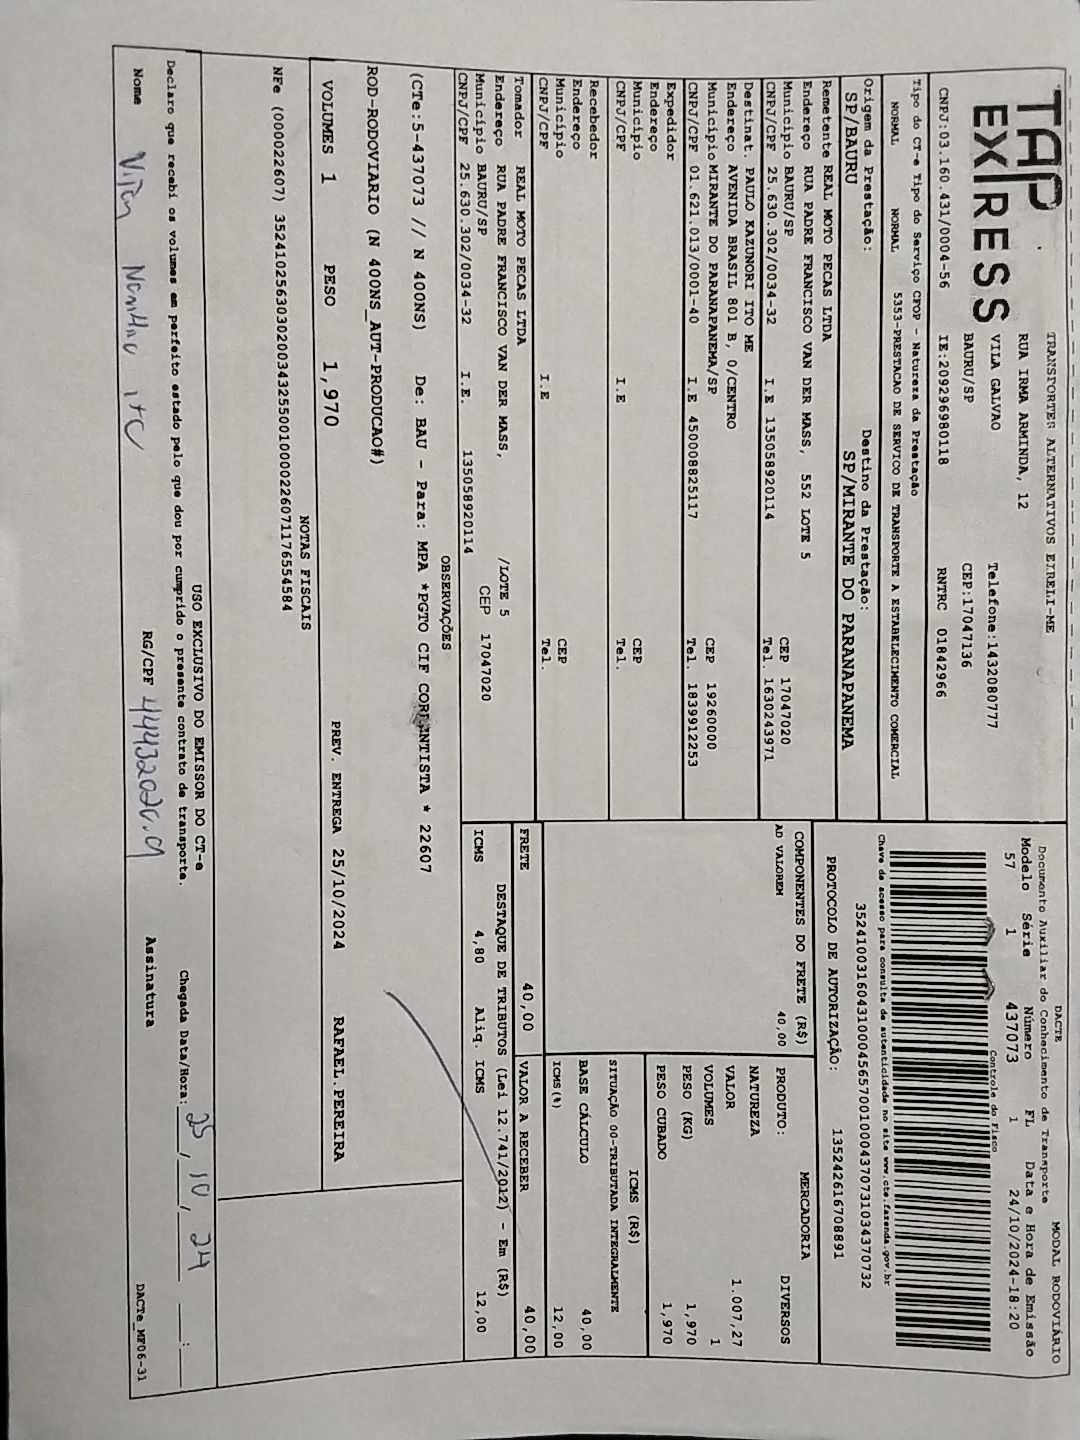 TAP EXPRESS
TRANSPORTES ALTERNATIVOS EIRELI-ME
RUA IRMA ARMINDA, 12
VILA GALVAO
Telefone:1432080777
BAURU/SP
CEP:17047136
CNPJ:03.160.431/0004-56
IE:209296980118
RNTRC 01842966
DACTE
MODAL RODOVIÁRIO
Documento Auxiliar do Conhecimento de Transporte
Modelo Série Número FL Data e Hora de Emissão
57 1 437073 1 24/10/2024-18:20
Controle do Fisco
Chave de acesso para consulta de autenticidade no site www.cte.fazenda.gov.br
PROTOCOLO DE AUTORIZAÇÃO: 135242616708891
Tipo do CT-e Tipo do Serviço CFOP - Natureza da Prestação
NORMAL NORMAL 5353-PRESTACAO DE SERVICO DE TRANSPORTE A ESTABELECIMENTO COMERCIAL
Origem da Prestação: Destino da Prestação:
SP/BAURU SP/MIRANTE DO PARANAPANEMA
Remetente REAL MOTO PECAS LTDA
Endereço RUA PADRE FRANCISCO VAN DER MASS, 552 LOTE 5
Município BAURU/SP CEP 17047020
CNPJ/CPF 25.630.302/0034-32 I.E 135058920114 Tel. 1630243971
Destinat. PAULO KAZUNORI ITO ME
Endereço AVENIDA BRASIL 801 B, 0/CENTRO
Município MIRANTE DO PARANAPANEMA/SP CEP 19260000
CNPJ/CPF 01.621.013/0001-40 I.E 450008825117 Tel. 1839912253
Expedidor
Endereço
Município CEP
CNPJ/CPF I.E Tel.
Recebedor
Endereço
Município CEP
CNPJ/CPF I.E Tel.
Tomador REAL MOTO PECAS LTDA
Endereço RUA PADRE FRANCISCO VAN DER MASS, /LOTE 5
Município BAURU/SP CEP 17047020
CNPJ/CPF 25.630.302/0034-32 I.E. 135058920114
COMPONENTES DO FRETE (R$)
AD VALOREM 40,00
MERCADORIA
PRODUTO: DIVERSOS
NATUREZA
VALOR 1.007,27
VOLUMES 1
PESO (KG) 1,970
PESO CUBADO 1,970
ICMS (R$)
SITUAÇÃO 00-TRIBUTADA INTEGRALMENTE
BASE CÁLCULO 40,00
ICMS(%) 12,00
FRETE 40,00 VALOR A RECEBER 40,00
DESTAQUE DE TRIBUTOS (Lei 12.741/2012) - Em (R$)
ICMS 4,80 Aliq. ICMS 12,00
OBSERVAÇÕES
(CTe:5-437073 // N 400NS) De: BAU - Para: MPA *PGTO CIF CORRENTISTA * 22607
ROD-RODOVIARIO (N 400NS_AUT-PRODUCAO#)
VOLUMES 1 PESO 1,970 PREV. ENTREGA 25/10/2024 RAFAEL.PEREIRA
NOTAS FISCAIS
NFe (000022607) 35241025630302003432550010000226071176554584
USO EXCLUSIVO DO EMISSOR DO CT-e
Declaro que recebi os volumes em perfeito estado pelo que dou por cumprido o presente contrato de transporte.
Chegada Data/Hora: 25 / 10 / 24 :
Nome RG/CPF Assinatura
DACTe_MF06-31